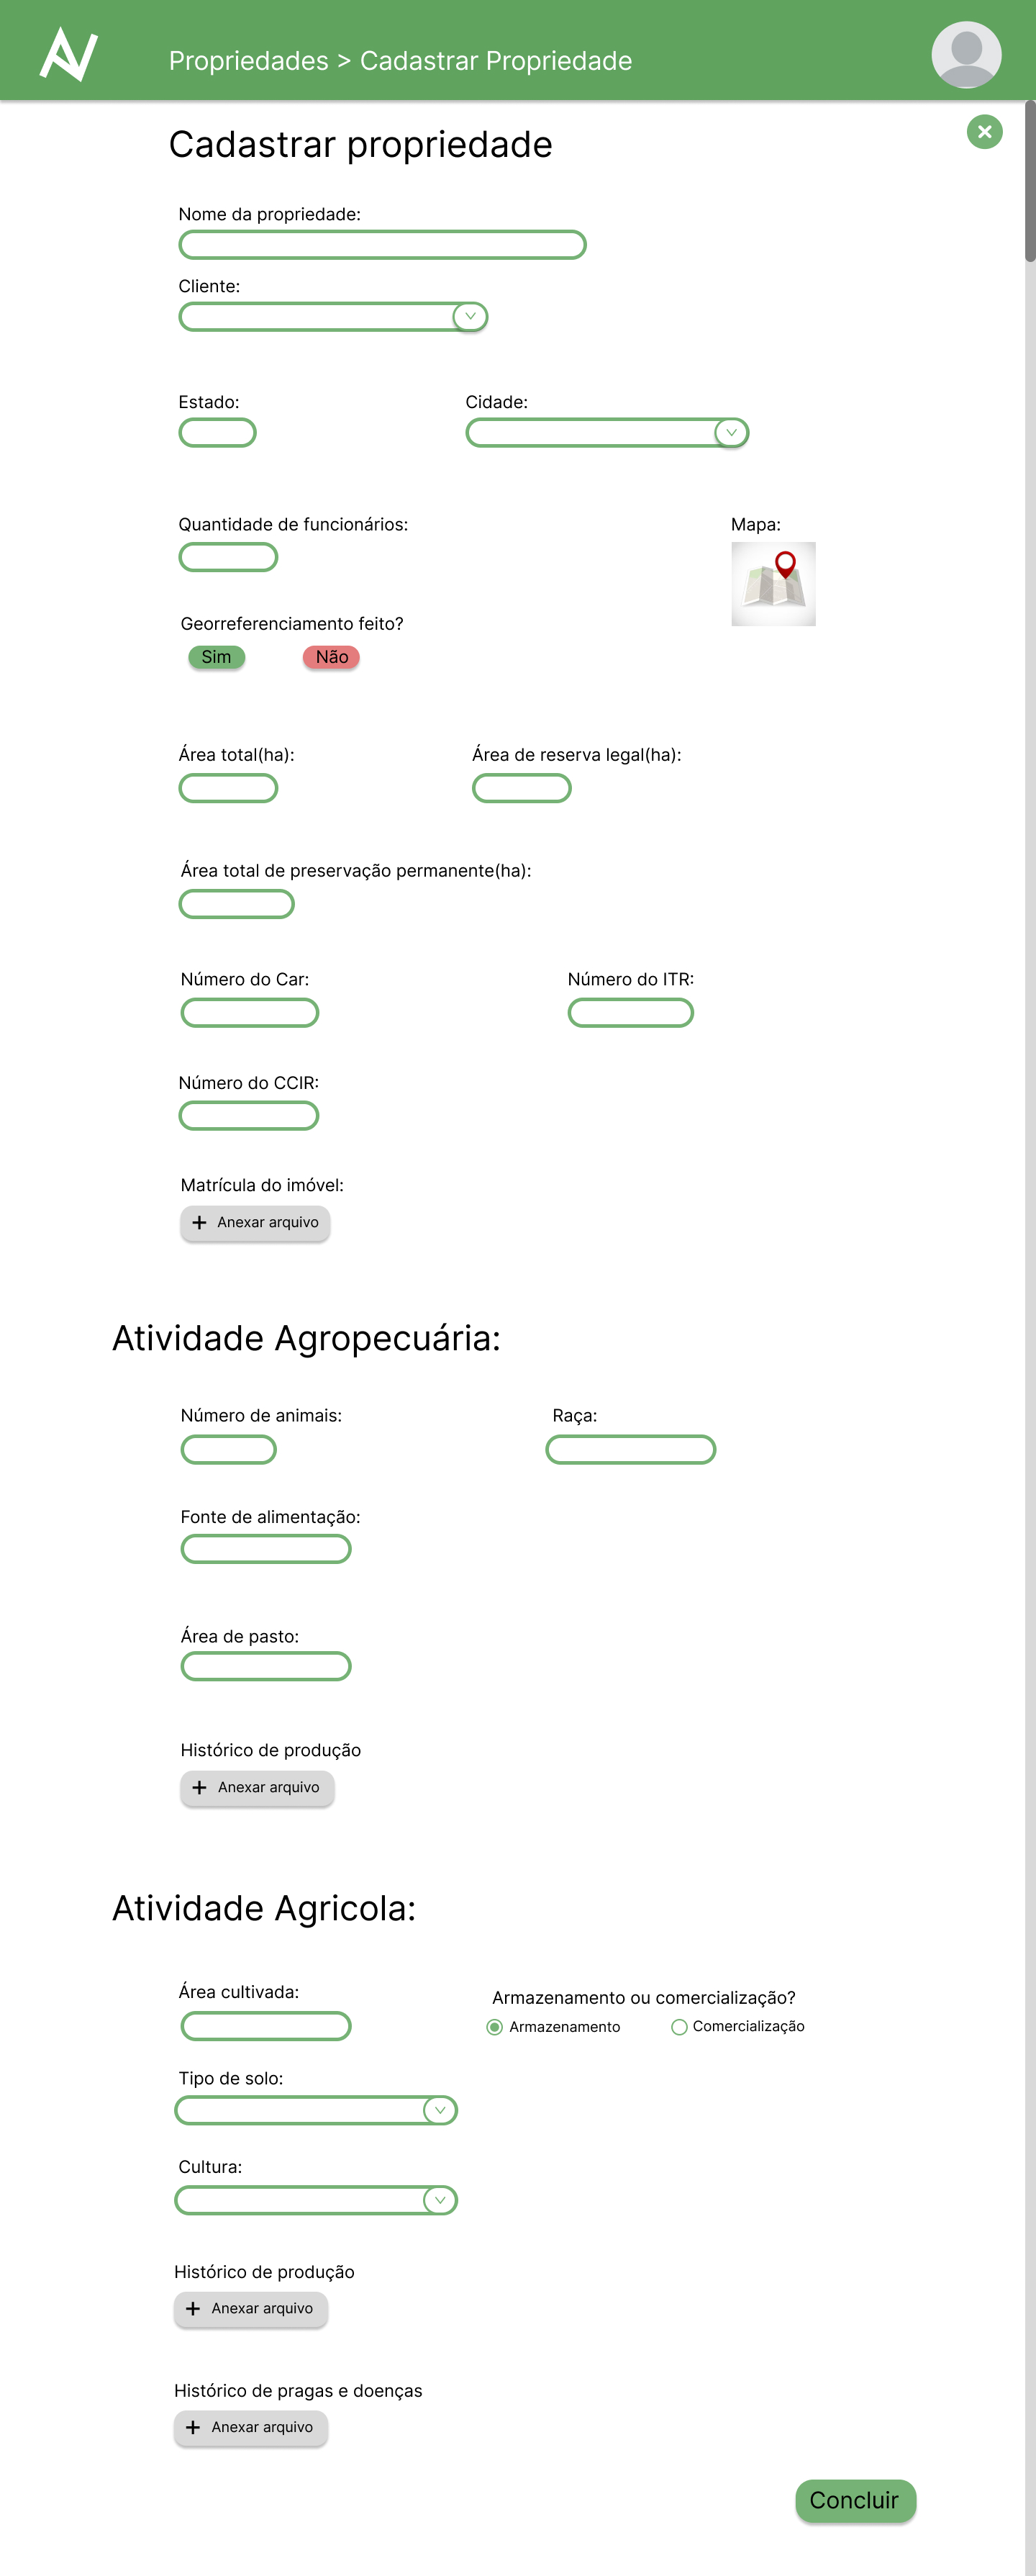 Propriedades > Cadastrar Propriedade
Cadastrar propriedade
Nome da propriedade:
Cliente:
Estado: Cidade:
Quantidade de funcionários: Mapa:
Georreferenciamento feito?
Sim Não
Área total(ha): Área de reserva legal(ha):
Área total de preservação permanente(ha):
Número do Car: Número do ITR:
Número do CCIR:
Matrícula do imóvel:
+ Anexar arquivo
Atividade Agropecuária:
Número de animais: Raça:
Fonte de alimentação:
Área de pasto:
Histórico de produção
+ Anexar arquivo
Atividade Agricola:
Área cultivada: Armazenamento ou comercialização?
Armazenamento Comercialização
Tipo de solo:
Cultura:
Histórico de produção
+ Anexar arquivo
Histórico de pragas e doenças
+ Anexar arquivo
Concluir